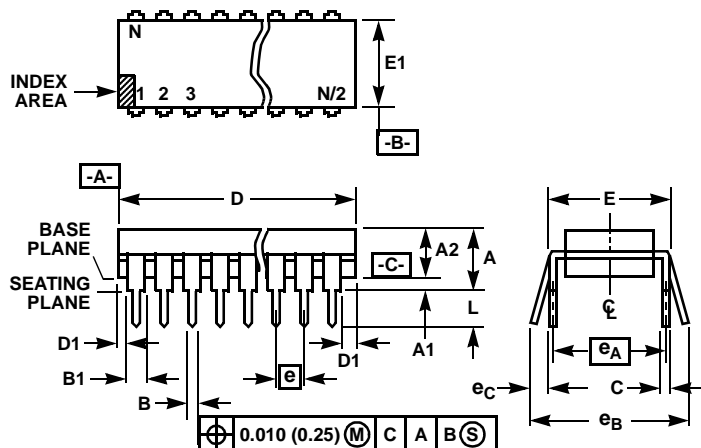 N
E1
INDEX
AREA
1 2 3 N/2
-B-
-A-
D
E
BASE
PLANE
A2
A
-C-
SEATING
PLANE
L
CL
D1
A1
D1
eA
B1
e
eC
C
B
eB
⌖ 0.010 (0.25) Ⓜ C A B Ⓢ